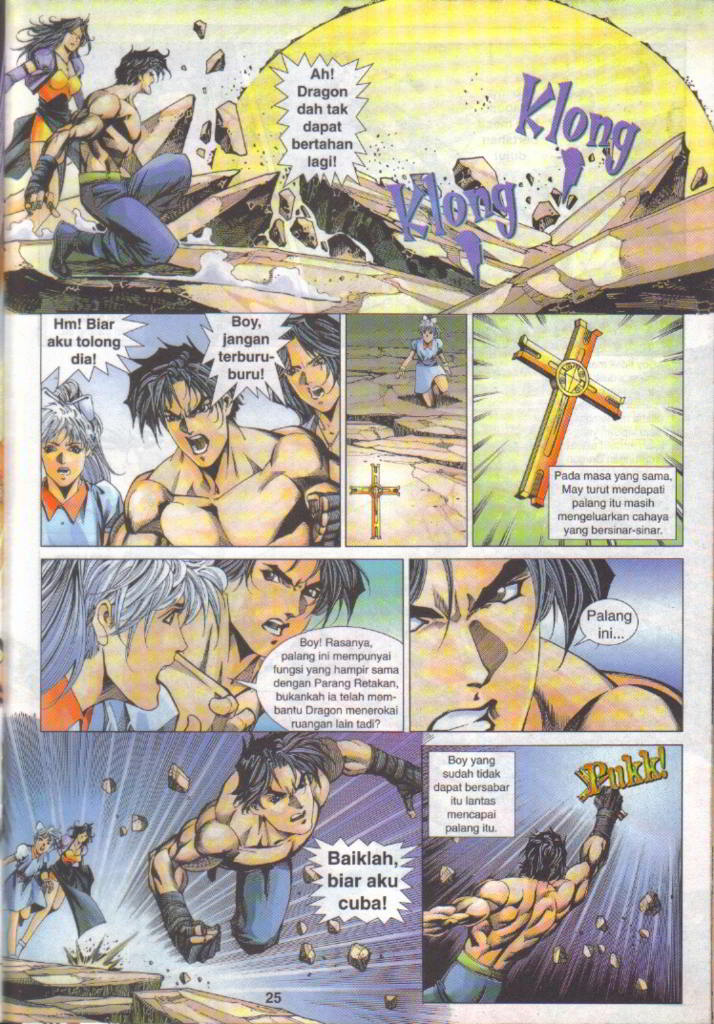 Ah!
Dragon
dah tak
dapat
bertahan
lagi!
Klong
Klong
Hm! Biar
aku tolong
dia!
Boy,
jangan
terburu-
buru!
Pada masa yang sama,
May turut mendapati
palang itu masih
mengeluarkan cahaya
yang bersinar-sinar.
Boy! Rasanya,
palang ini mempunyai
fungsi yang hampir sama
dengan Parang Retakan,
bukankah ia telah mem-
bantu Dragon menerokai
ruangan lain tadi?
Palang
ini...
Baiklah,
biar aku
cuba!
Boy yang
sudah tidak
dapat bersabar
itu lantas
mencapai
palang itu.
Pukk!
25